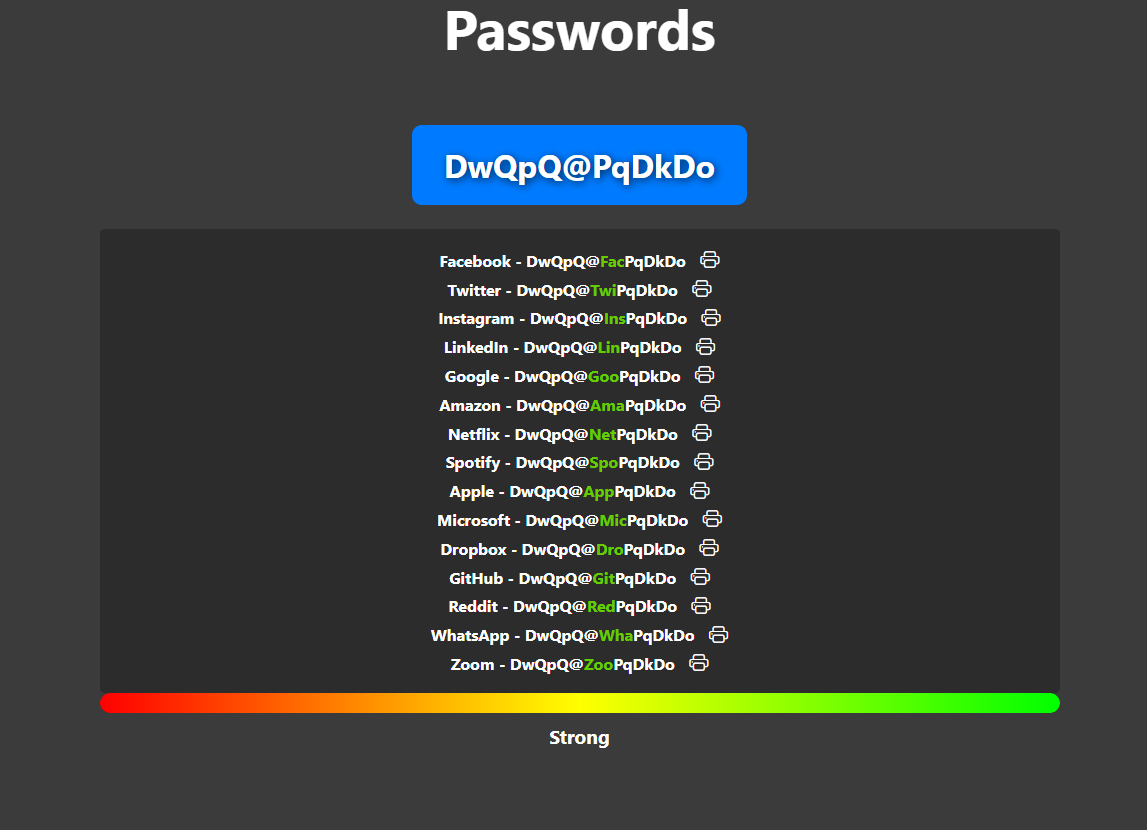 Passwords
DwQpQ@PqDkDo
Facebook - DwQpQ@FacPqDkDo
Twitter - DwQpQ@TwiPqDkDo
Instagram - DwQpQ@InsPqDkDo
LinkedIn - DwQpQ@LinPqDkDo
Google - DwQpQ@GooPqDkDo
Amazon - DwQpQ@AmaPqDkDo
Netflix - DwQpQ@NetPqDkDo
Spotify - DwQpQ@SpoPqDkDo
Apple - DwQpQ@AppPqDkDo
Microsoft - DwQpQ@MicPqDkDo
Dropbox - DwQpQ@DroPqDkDo
GitHub - DwQpQ@GitPqDkDo
Reddit - DwQpQ@RedPqDkDo
WhatsApp - DwQpQ@WhaPqDkDo
Zoom - DwQpQ@ZooPqDkDo
Strong